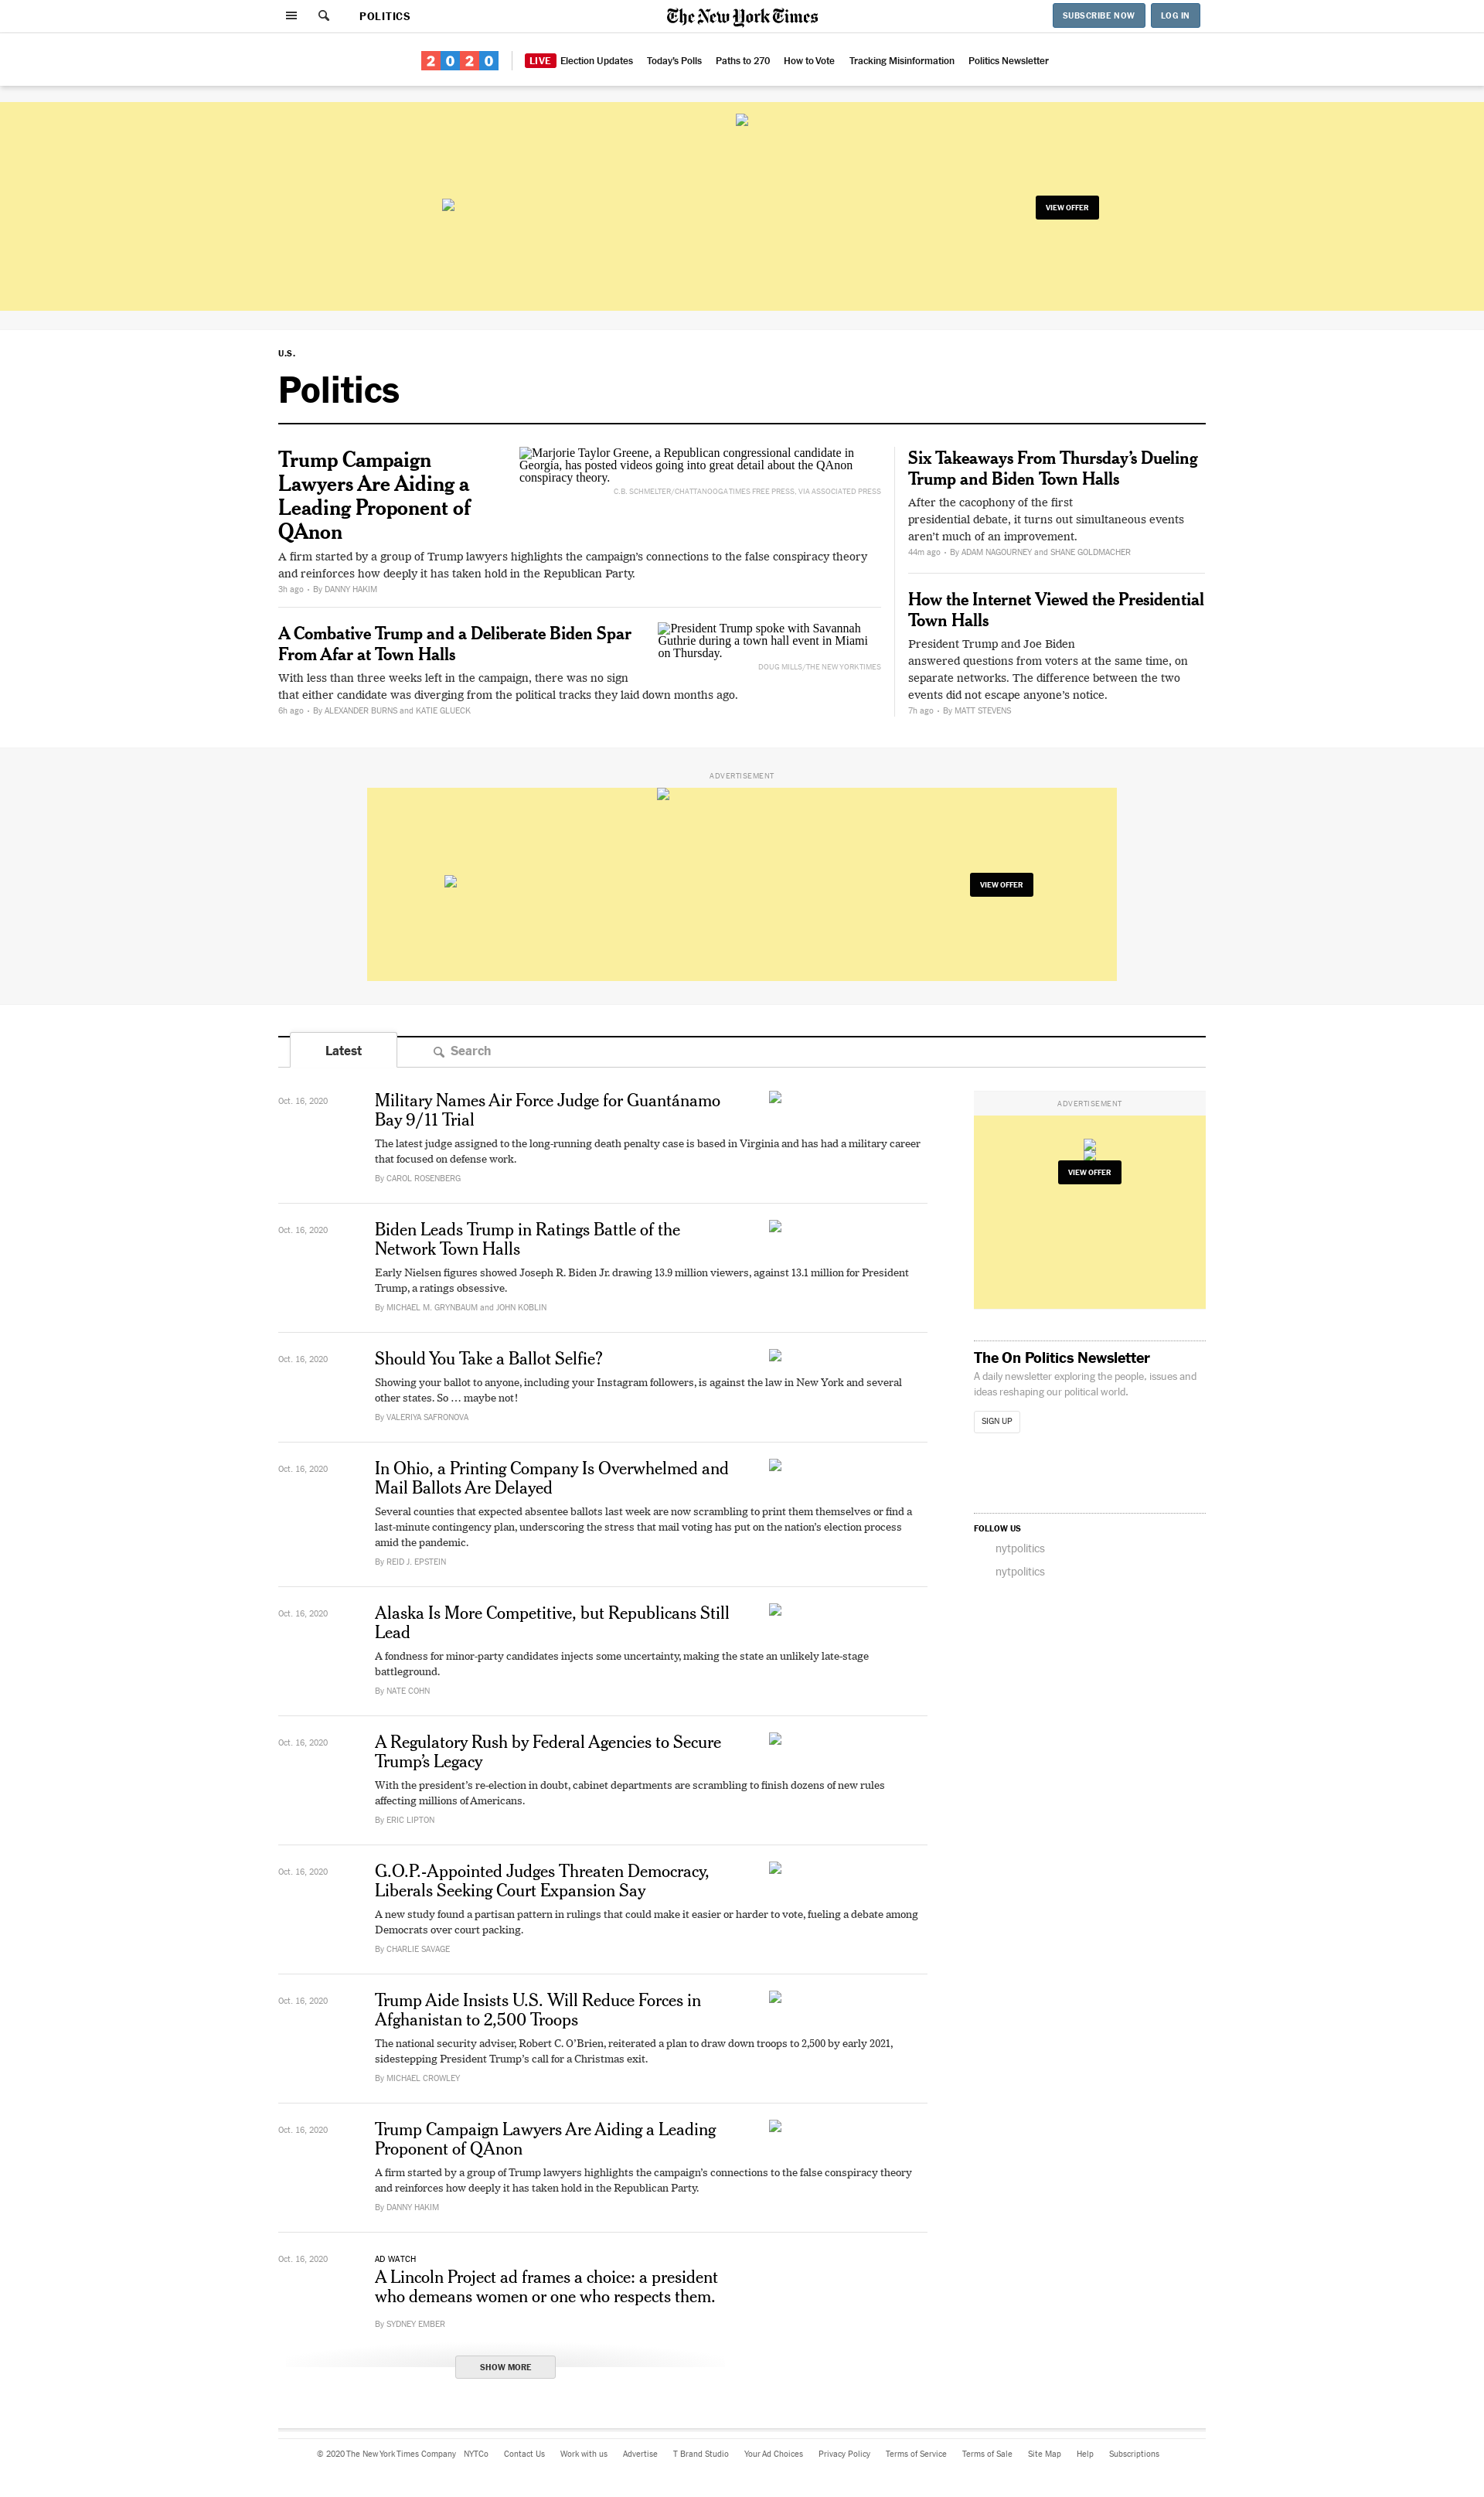 POLITICS
The New York Times
SUBSCRIBE NOW
LOG IN
2020
LIVE Election Updates
Today's Polls
Paths to 270
How to Vote
Tracking Misinformation
Politics Newsletter
VIEW OFFER
U.S.
Politics
Trump Campaign
Lawyers Are Aiding a
Leading Proponent of
QAnon
Marjorie Taylor Greene, a Republican congressional candidate in
Georgia, has posted videos going into great detail about the QAnon
conspiracy theory.
C.B. SCHMELTER/CHATTANOOGA TIMES FREE PRESS, VIA ASSOCIATED PRESS
A firm started by a group of Trump lawyers highlights the campaign's connections to the false conspiracy theory
and reinforces how deeply it has taken hold in the Republican Party.
3h ago • By DANNY HAKIM
A Combative Trump and a Deliberate Biden Spar
From Afar at Town Halls
President Trump spoke with Savannah
Guthrie during a town hall event in Miami
on Thursday.
DOUG MILLS/THE NEW YORK TIMES
With less than three weeks left in the campaign, there was no sign
that either candidate was diverging from the political tracks they laid down months ago.
6h ago • By ALEXANDER BURNS and KATIE GLUECK
Six Takeaways From Thursday’s Dueling
Trump and Biden Town Halls
After the cacophony of the first
presidential debate, it turns out simultaneous events
aren’t much of an improvement.
44m ago • By ADAM NAGOURNEY and SHANE GOLDMACHER
How the Internet Viewed the Presidential
Town Halls
President Trump and Joe Biden
answered questions from voters at the same time, on
separate networks. The difference between the two
events did not escape anyone’s notice.
7h ago • By MATT STEVENS
ADVERTISEMENT
VIEW OFFER
Latest
Search
Oct. 16, 2020
Military Names Air Force Judge for Guantánamo
Bay 9/11 Trial
The latest judge assigned to the long-running death penalty case is based in Virginia and has had a military career
that focused on defense work.
By CAROL ROSENBERG
Oct. 16, 2020
Biden Leads Trump in Ratings Battle of the
Network Town Halls
Early Nielsen figures showed Joseph R. Biden Jr. drawing 13.9 million viewers, against 13.1 million for President
Trump, a ratings obsessive.
By MICHAEL M. GRYNBAUM and JOHN KOBLIN
Oct. 16, 2020
Should You Take a Ballot Selfie?
Showing your ballot to anyone, including your Instagram followers, is against the law in New York and several
other states. So … maybe not!
By VALERIYA SAFRONOVA
Oct. 16, 2020
In Ohio, a Printing Company Is Overwhelmed and
Mail Ballots Are Delayed
Several counties that expected absentee ballots last week are now scrambling to print them themselves or find a
last-minute contingency plan, underscoring the stress that mail voting has put on the nation’s election process
amid the pandemic.
By REID J. EPSTEIN
Oct. 16, 2020
Alaska Is More Competitive, but Republicans Still
Lead
A fondness for minor-party candidates injects some uncertainty, making the state an unlikely late-stage
battleground.
By NATE COHN
Oct. 16, 2020
A Regulatory Rush by Federal Agencies to Secure
Trump’s Legacy
With the president’s re-election in doubt, cabinet departments are scrambling to finish dozens of new rules
affecting millions of Americans.
By ERIC LIPTON
Oct. 16, 2020
G.O.P.-Appointed Judges Threaten Democracy,
Liberals Seeking Court Expansion Say
A new study found a partisan pattern in rulings that could make it easier or harder to vote, fueling a debate among
Democrats over court packing.
By CHARLIE SAVAGE
Oct. 16, 2020
Trump Aide Insists U.S. Will Reduce Forces in
Afghanistan to 2,500 Troops
The national security adviser, Robert C. O’Brien, reiterated a plan to draw down troops to 2,500 by early 2021,
sidestepping President Trump’s call for a Christmas exit.
By MICHAEL CROWLEY
Oct. 16, 2020
Trump Campaign Lawyers Are Aiding a Leading
Proponent of QAnon
A firm started by a group of Trump lawyers highlights the campaign’s connections to the false conspiracy theory
and reinforces how deeply it has taken hold in the Republican Party.
By DANNY HAKIM
Oct. 16, 2020
AD WATCH
A Lincoln Project ad frames a choice: a president
who demeans women or one who respects them.
By SYDNEY EMBER
SHOW MORE
ADVERTISEMENT
VIEW OFFER
The On Politics Newsletter
A daily newsletter exploring the people, issues and
ideas reshaping our political world.
SIGN UP
FOLLOW US
nytpolitics
nytpolitics
© 2020 The New York Times Company
NYTCo
Contact Us
Work with us
Advertise
T Brand Studio
Your Ad Choices
Privacy Policy
Terms of Service
Terms of Sale
Site Map
Help
Subscriptions